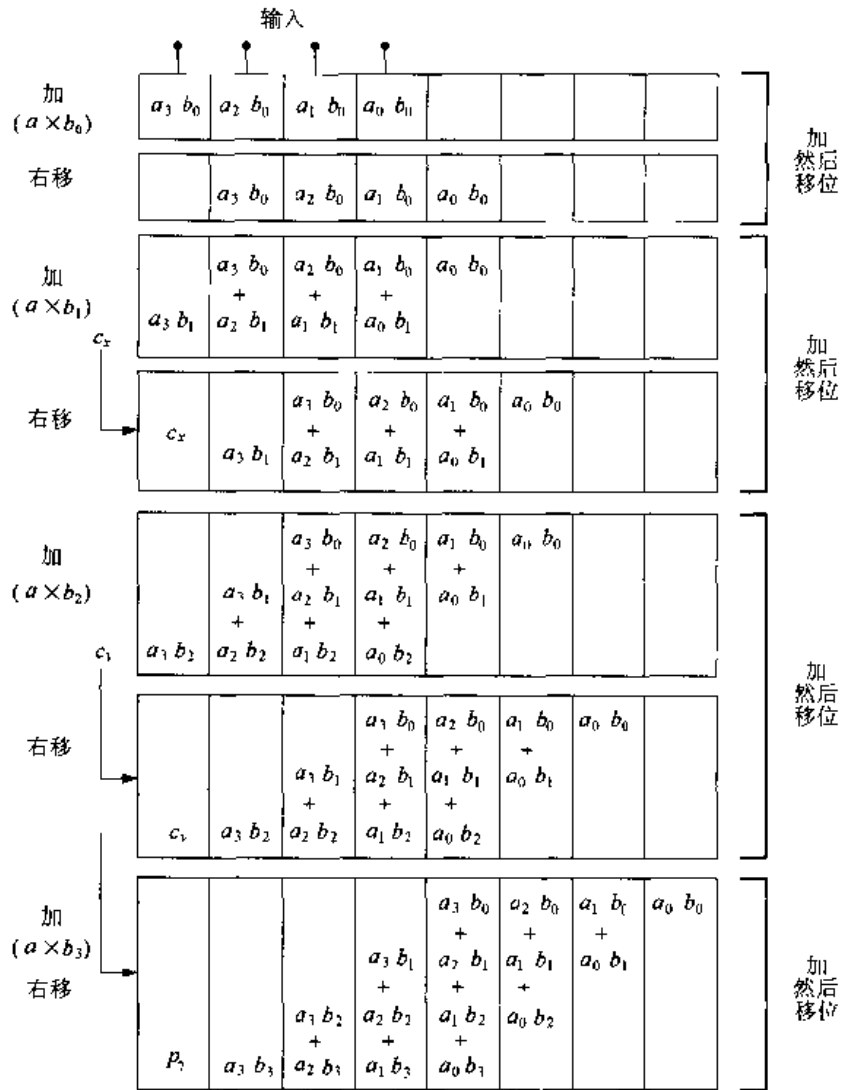 输入
加
(a × b₀)
a₃ b₀ a₂ b₀ a₁ b₀ a₀ b₀
右移
a₃ b₀ a₂ b₀ a₁ b₀ a₀ b₀
加
然后
移位
加
(a × b₁)
a₃ b₀ a₂ b₀ a₁ b₀ a₀ b₀
+ + +
a₃ b₁ a₂ b₁ a₁ b₁ a₀ b₁
cₓ
右移
a₃ b₀ a₂ b₀ a₁ b₀ a₀ b₀
+ + +
cₓ a₃ b₁ a₂ b₁ a₁ b₁ a₀ b₁
加
然后
移位
加
(a × b₂)
a₃ b₀ a₂ b₀ a₁ b₀ a₀ b₀
+ + +
a₃ b₁ a₂ b₁ a₁ b₁ a₀ b₁
+ + +
a₃ b₂ a₂ b₂ a₁ b₂ a₀ b₂
右移
a₃ b₀ a₂ b₀ a₁ b₀ a₀ b₀
+ + +
a₃ b₁ a₂ b₁ a₁ b₁ a₀ b₁
+ + +
a₃ b₂ a₂ b₂ a₁ b₂ a₀ b₂
加
然后
移位
加
(a × b₃)
右移
a₃ b₀ a₂ b₀ a₁ b₀ a₀ b₀
+ + +
a₃ b₁ a₂ b₁ a₁ b₁ a₀ b₁
+ + +
a₃ b₂ a₂ b₂ a₁ b₂ a₀ b₂
+ + +
a₃ b₃ a₂ b₃ a₁ b₃ a₀ b₃
加
然后
移位